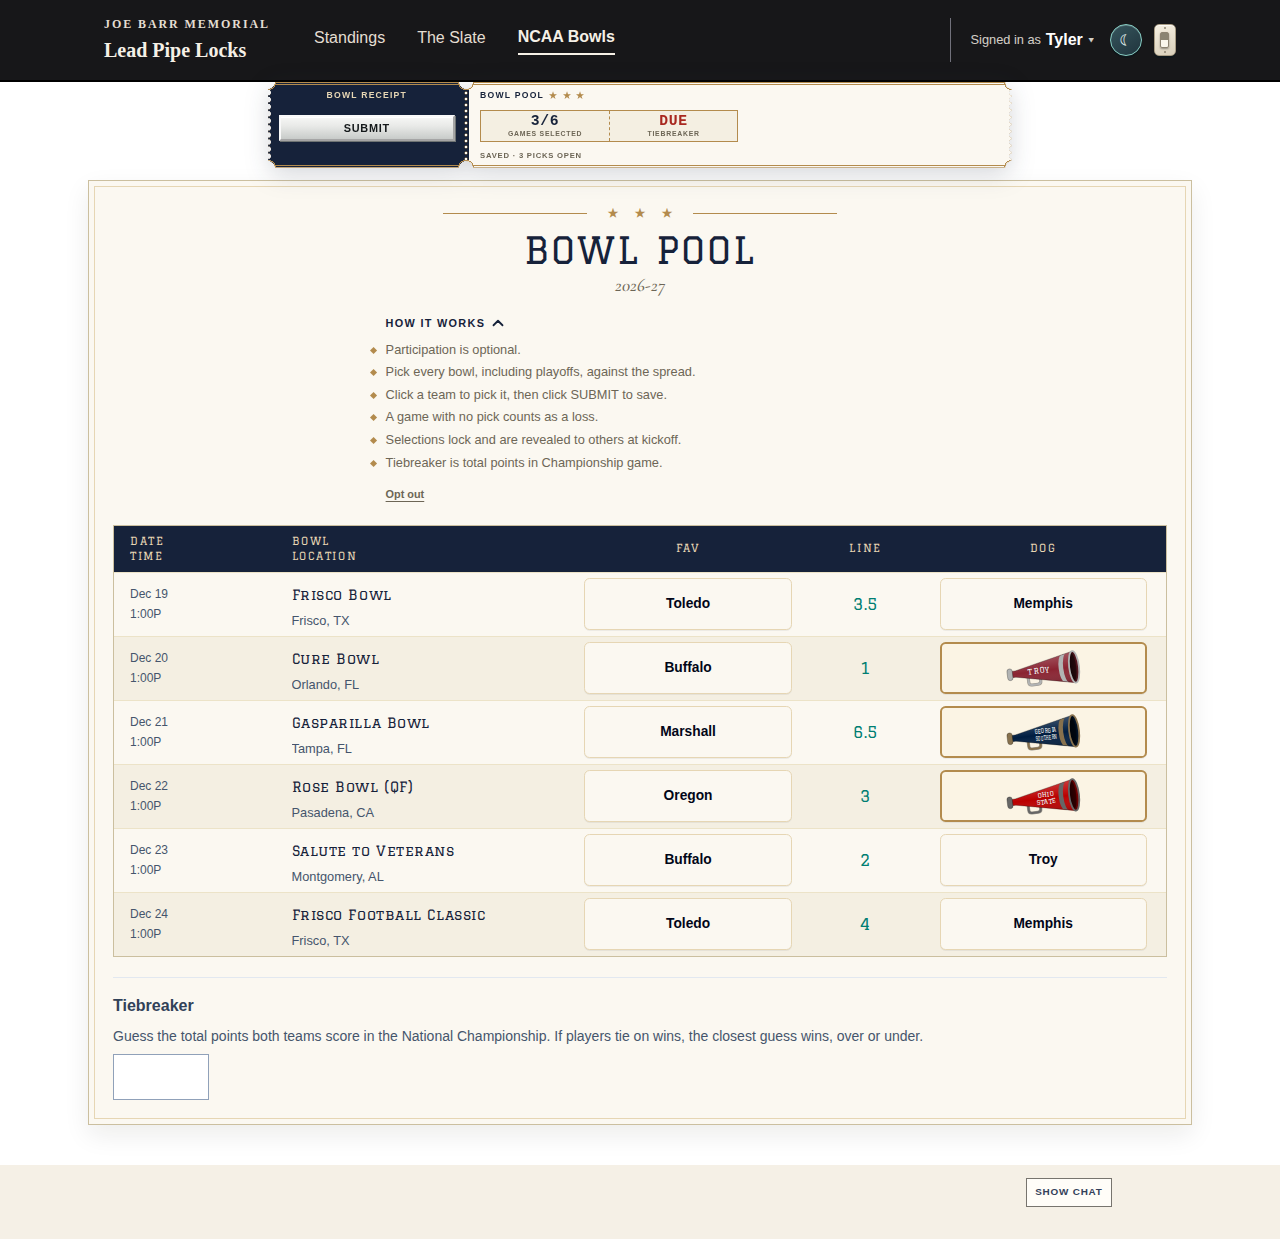 JOE BARR MEMORIAL
Lead Pipe Locks
Standings The Slate NCAA Bowls
Signed in as Tyler
BOWL RECEIPT
SUBMIT
BOWL POOL ★ ★ ★
3/6 DUE
GAMES SELECTED TIEBREAKER
SAVED · 3 PICKS OPEN
★ ★ ★
BOWL POOL
2026-27
HOW IT WORKS
Participation is optional.
Pick every bowl, including playoffs, against the spread.
Click a team to pick it, then click SUBMIT to save.
A game with no pick counts as a loss.
Selections lock and are revealed to others at kickoff.
Tiebreaker is total points in Championship game.
Opt out
DATE TIME BOWL LOCATION FAV LINE DOG
Dec 19 1:00P Frisco Bowl Frisco, TX Toledo 3.5 Memphis
Dec 20 1:00P Cure Bowl Orlando, FL Buffalo 1 TROY
Dec 21 1:00P Gasparilla Bowl Tampa, FL Marshall 6.5 GEORGIA SOUTHERN
Dec 22 1:00P Rose Bowl (QF) Pasadena, CA Oregon 3 OHIO STATE
Dec 23 1:00P Salute to Veterans Montgomery, AL Buffalo 2 Troy
Dec 24 1:00P Frisco Football Classic Frisco, TX Toledo 4 Memphis
Tiebreaker
Guess the total points both teams score in the National Championship. If players tie on wins, the closest guess wins, over or under.
SHOW CHAT